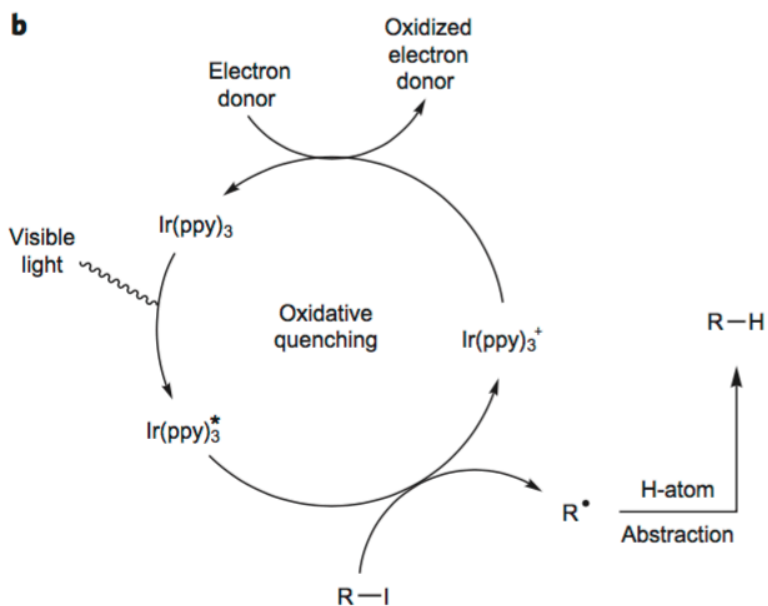 b
Electron
donor
Oxidized
electron
donor
Ir(ppy)₃
Visible
light
Oxidative
quenching
Ir(ppy)₃⁺
R—H
Ir(ppy)₃*
H-atom
R•
Abstraction
R—I